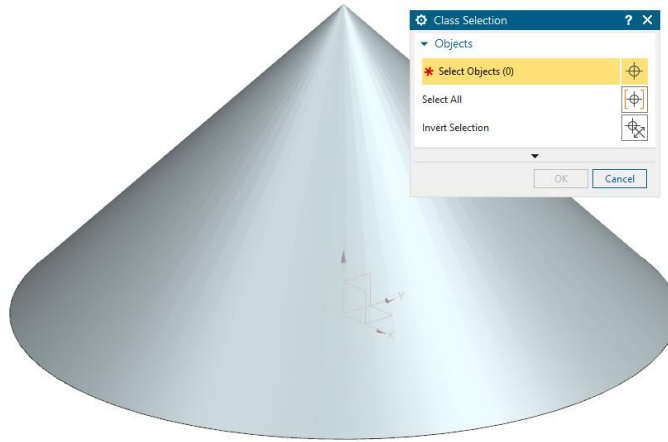 Class Selection
Objects
* Select Objects (0)
Select All
Invert Selection
OK
Cancel
Y
X